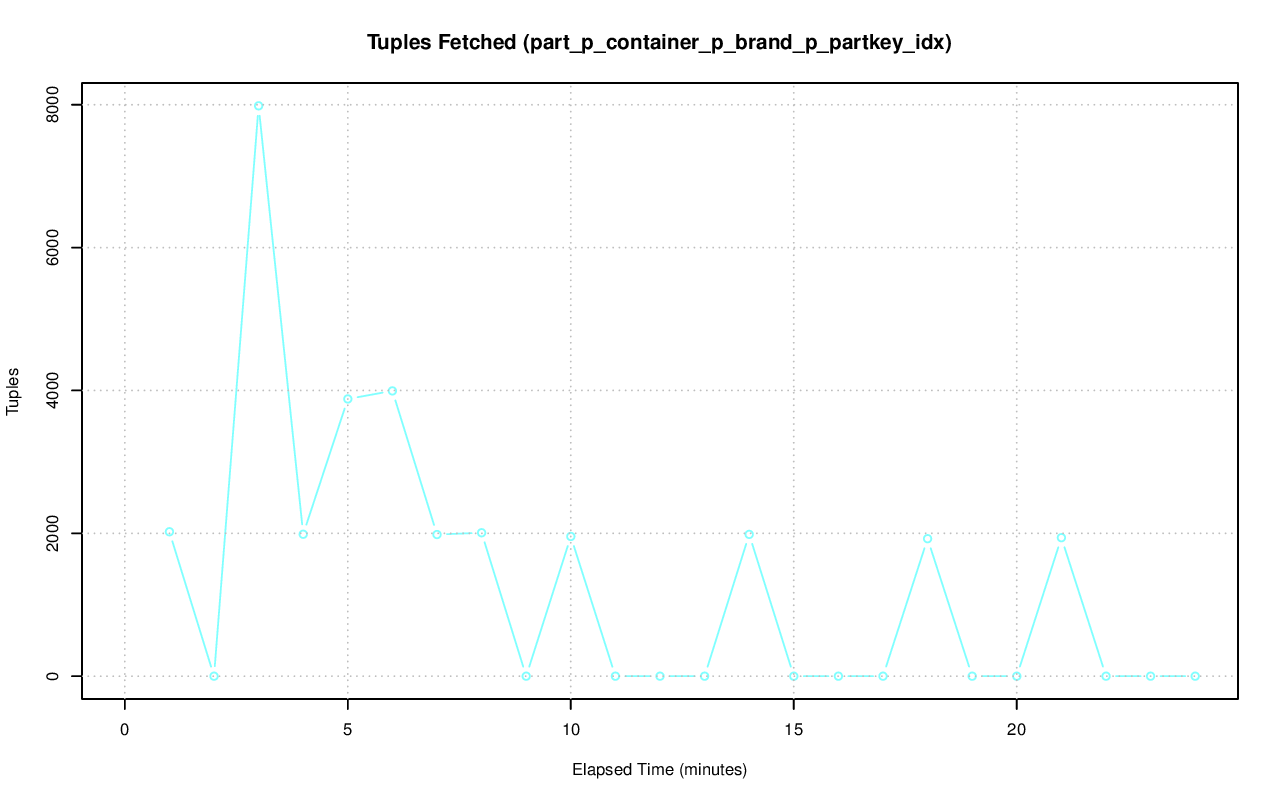 Tuples Fetched (part_p_container_p_brand_p_partkey_idx)
8000
6000
4000
2000
0
Tuples
0 5 10 15 20
Elapsed Time (minutes)